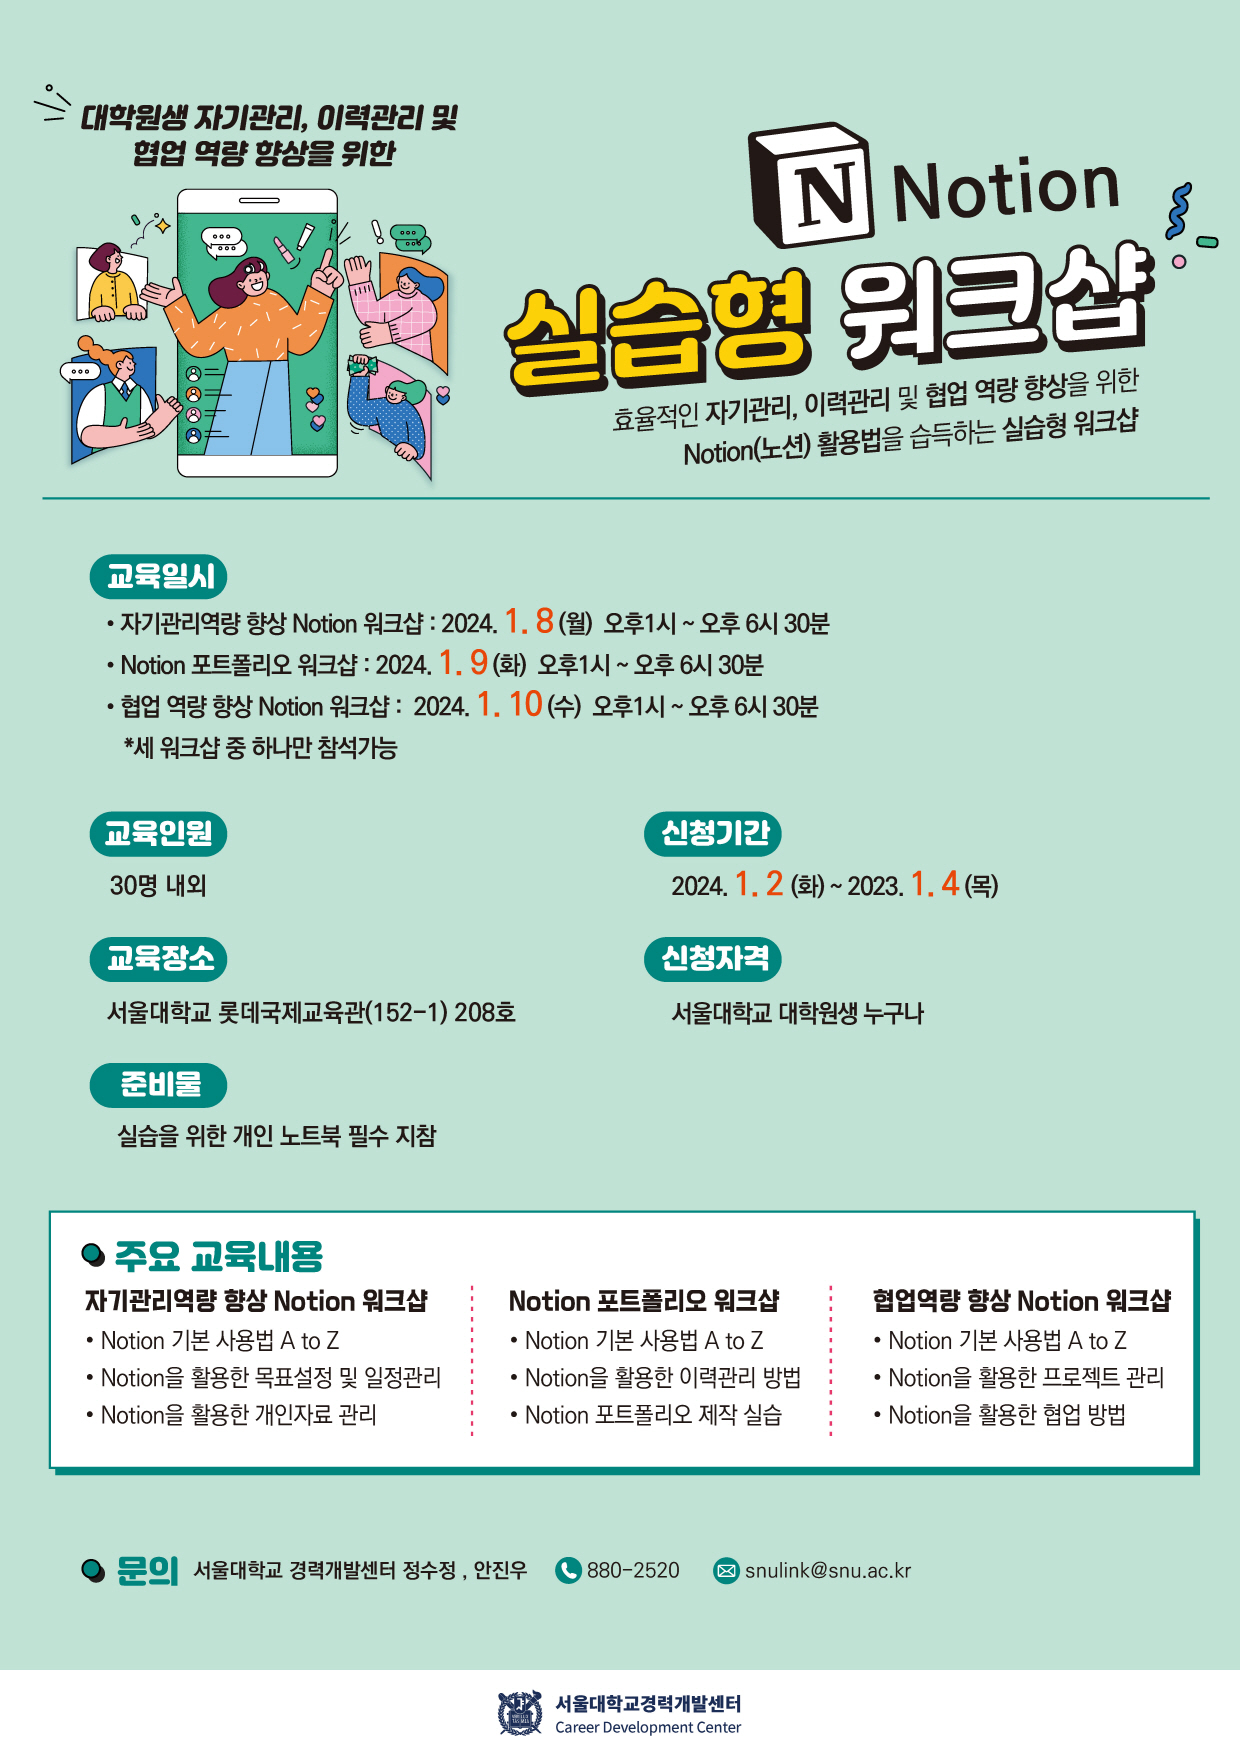 대학원생 자기관리, 이력관리 및
협업 역량 향상을 위한
N Notion
실습형 워크샵
효율적인 자기관리, 이력관리 및 협업 역량 향상을 위한
Notion(노션) 활용법을 습득하는 실습형 워크샵
교육일시
• 자기관리역량 향상 Notion 워크샵 : 2024. 1. 8 (월) 오후1시 ~ 오후 6시 30분
• Notion 포트폴리오 워크샵 : 2024. 1. 9 (화) 오후1시 ~ 오후 6시 30분
• 협업 역량 향상 Notion 워크샵 : 2024. 1. 10 (수) 오후1시 ~ 오후 6시 30분
*세 워크샵 중 하나만 참석가능
교육인원
30명 내외
신청기간
2024. 1. 2 (화) ~ 2023. 1. 4 (목)
교육장소
서울대학교 롯데국제교육관(152-1) 208호
신청자격
서울대학교 대학원생 누구나
준비물
실습을 위한 개인 노트북 필수 지참
주요 교육내용
자기관리역량 향상 Notion 워크샵
• Notion 기본 사용법 A to Z
• Notion을 활용한 목표설정 및 일정관리
• Notion을 활용한 개인자료 관리
Notion 포트폴리오 워크샵
• Notion 기본 사용법 A to Z
• Notion을 활용한 이력관리 방법
• Notion 포트폴리오 제작 실습
협업역량 향상 Notion 워크샵
• Notion 기본 사용법 A to Z
• Notion을 활용한 프로젝트 관리
• Notion을 활용한 협업 방법
문의 서울대학교 경력개발센터 정수정 , 안진우 880-2520 snulink@snu.ac.kr
서울대학교경력개발센터
Career Development Center